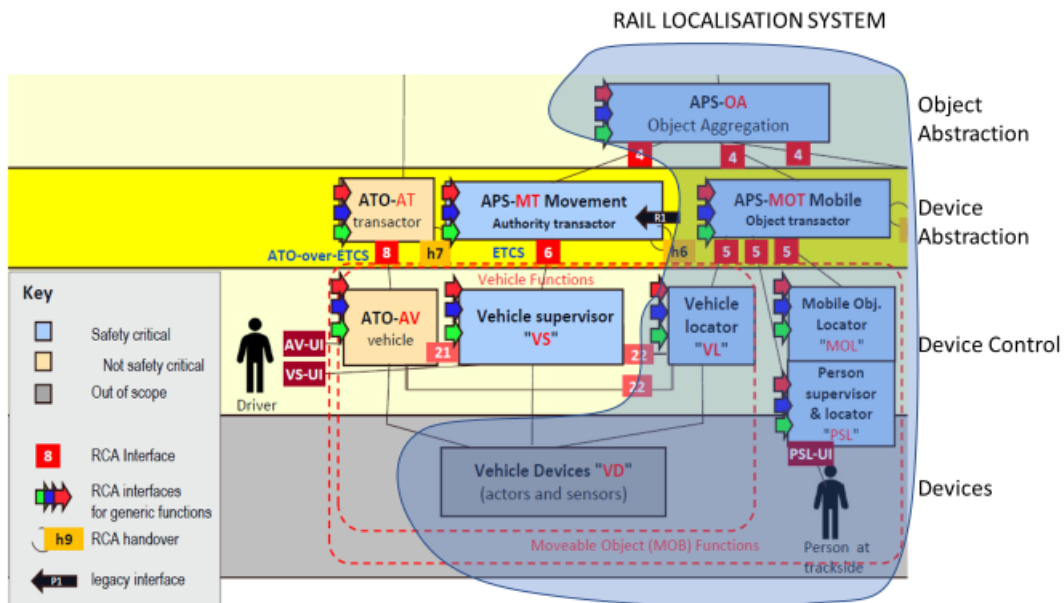 RAIL LOCALISATION SYSTEM
APS-OA
Object Aggregation
Object
Abstraction
4
4
4
ATO-AT
transactor
APS-MT Movement
Authority transactor
R1
APS-MOT Mobile
Object transactor
Device
Abstraction
ATO-over-ETCS
8
h7
ETCS
6
h6
5
5
5
Vehicle Functions
Key
Safety critical
Not safety critical
Out of scope
8
RCA Interface
RCA interfaces
for generic functions
h9
RCA handover
P1
legacy interface
AV-UI
VS-UI
Driver
ATO-AV
vehicle
21
Vehicle supervisor
"VS"
22
22
Vehicle
locator
"VL"
Mobile Obj.
Locator
"MOL"
Person
supervisor
& locator
"PSL"
Device Control
PSL-UI
Vehicle Devices "VD"
(actors and sensors)
Devices
Moveable Object (MOB) Functions
Person at
trackside